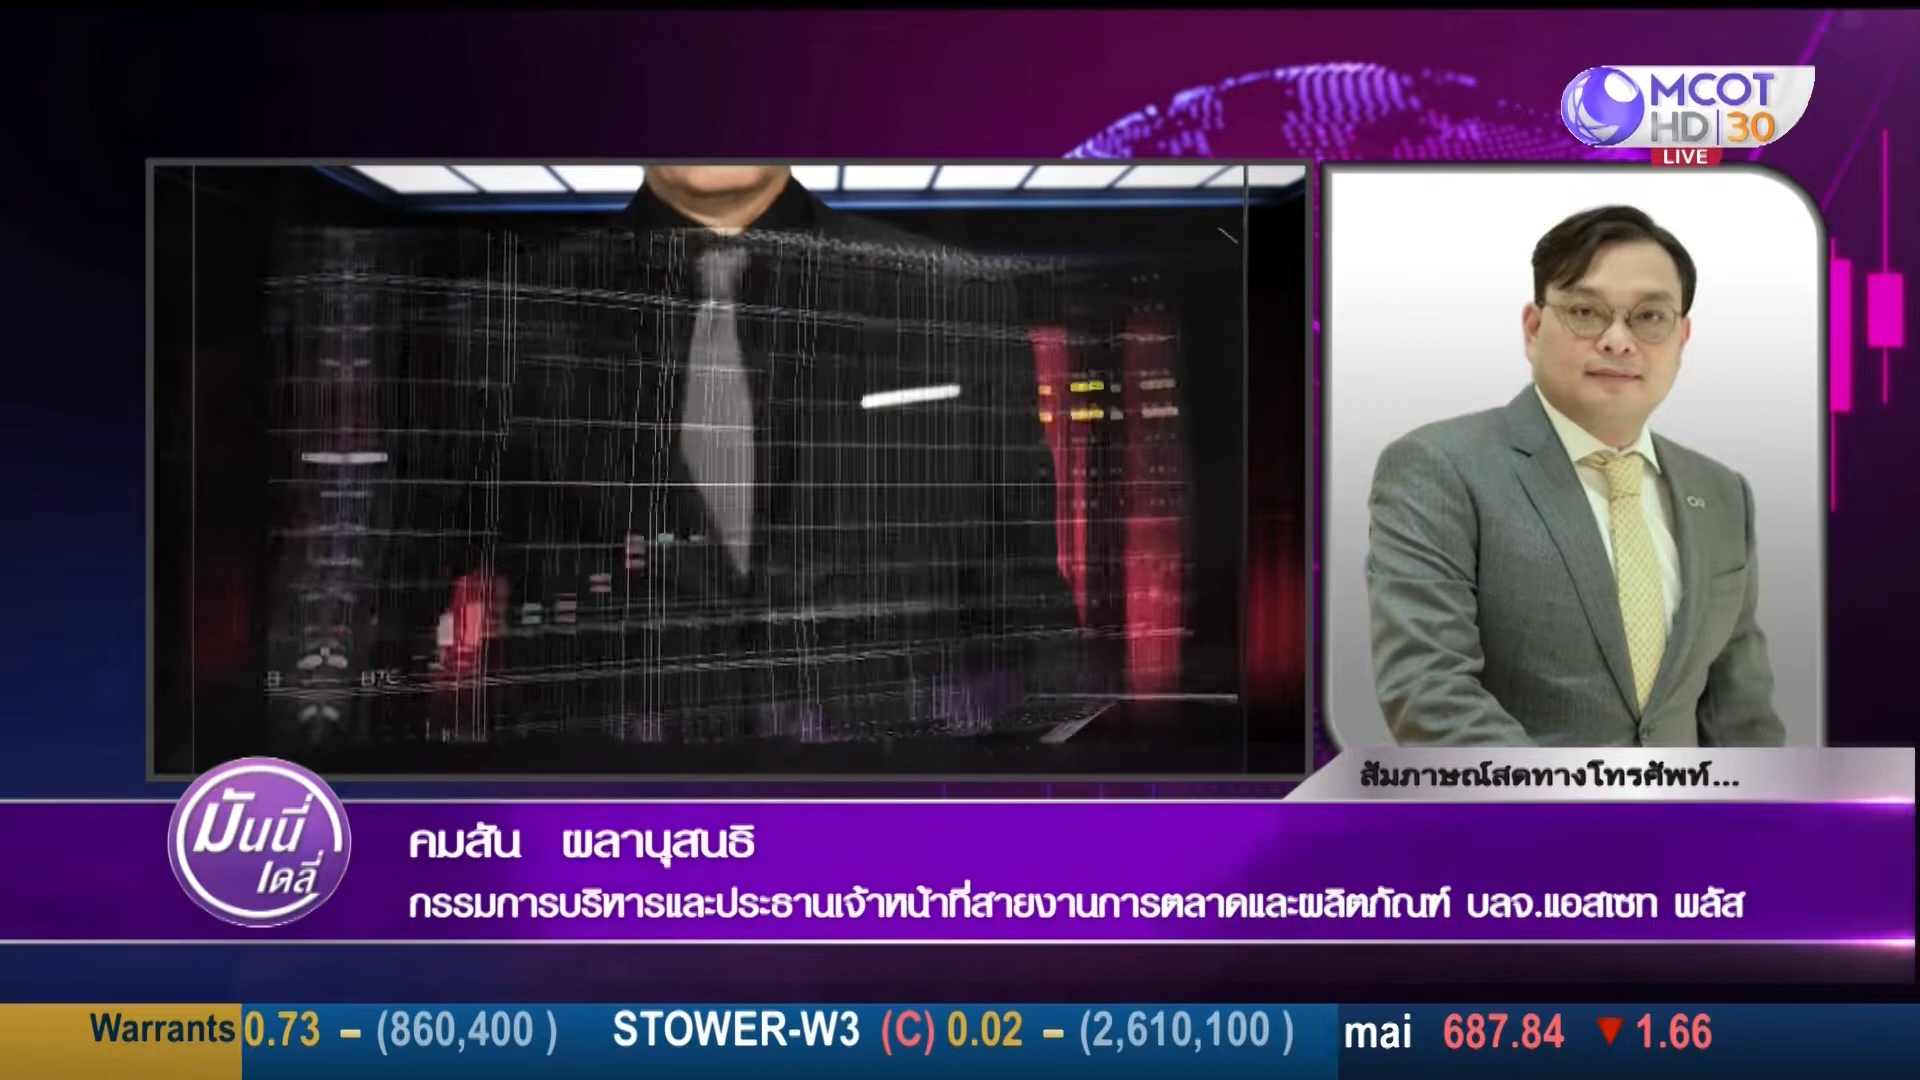 MCOT
HD 30
LIVE
BTC
สัมภาษณ์สดทางโทรศัพท์...
มันนี่
เดลี่
คมสัน ผลานุสนธิ
กรรมการบริหารและประธานเจ้าหน้าที่สายงานการตลาดและผลิตภัณฑ์ บลจ.แอสเซท พลัส
Warrants 0.73 – (860,400 ) STOWER-W3 (C) 0.02 – (2,610,100 ) mai 687.84 ▼ 1.66